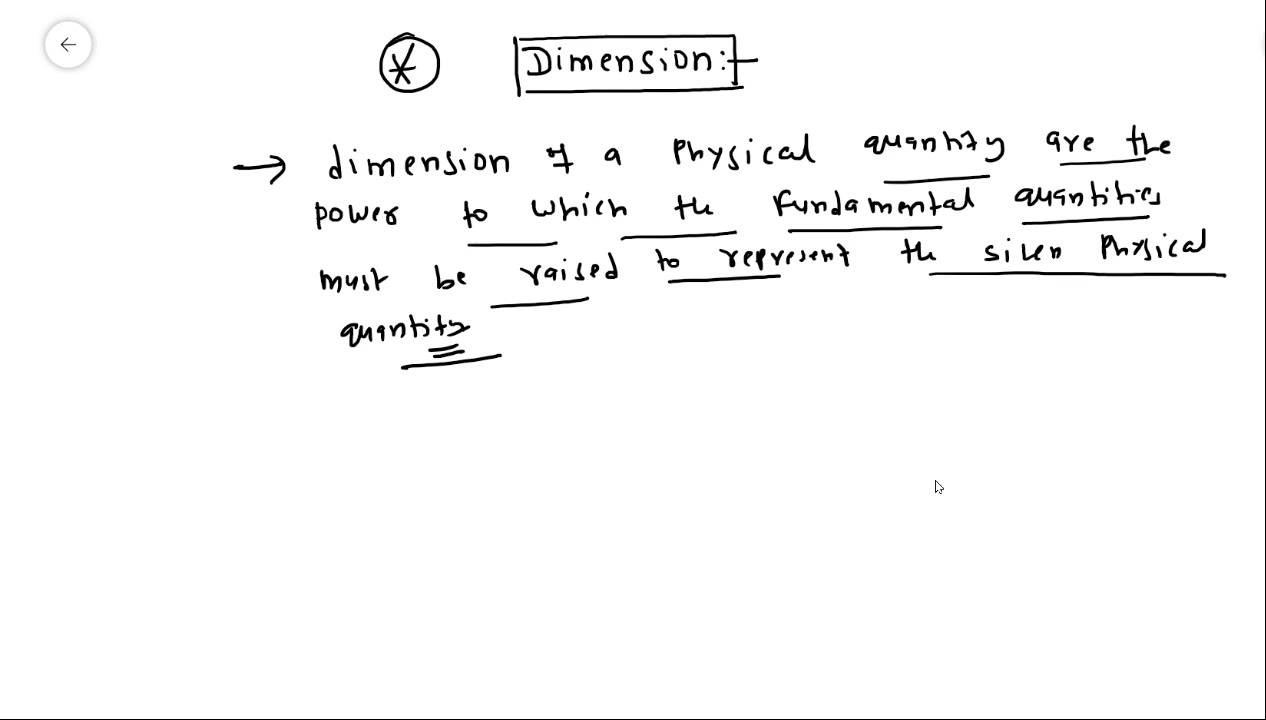 * Dimension:-
→ dimension of a Physical quantity are the
power to which the fundamental quantities
must be raised to represent the given Physical
quantity